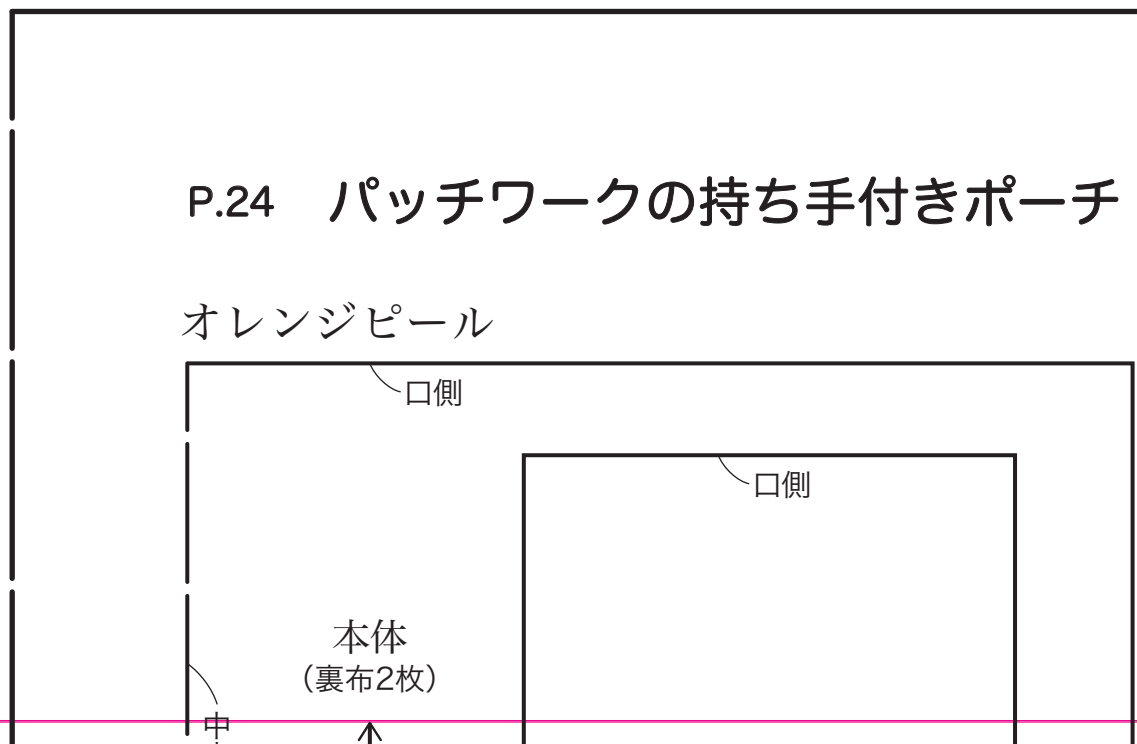 P.24 パッチワークの持ち手付きポーチ
オレンジピール
口側
口側
本体
（裏布2枚）
中